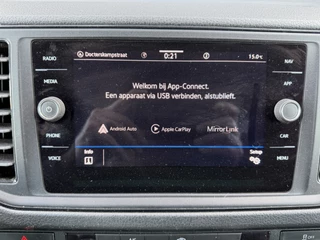 RADIO
MEDIA
PHONE
VOICE
Dorterskampstraat
0:21
15.0°C
Welkom bij App-Connect.
Een apparaat via USB verbinden, alstublieft.
Android Auto
Apple CarPlay
MirrorLink
Info
Setup
NAV
APP
CAR
MENU